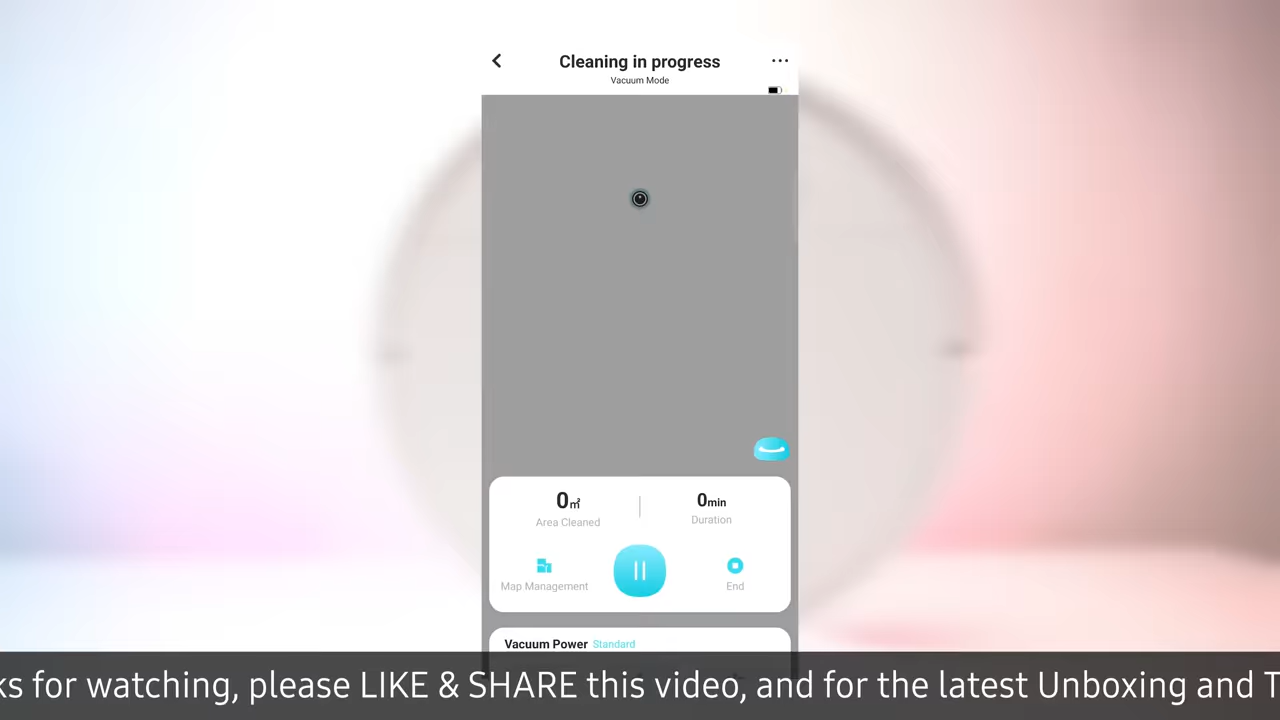 Cleaning in progress
Vacuum Mode
0㎡
Area Cleaned
0min
Duration
Map Management
End
Vacuum Power Standard
for watching, please LIKE & SHARE this video, and for the latest Unboxing and